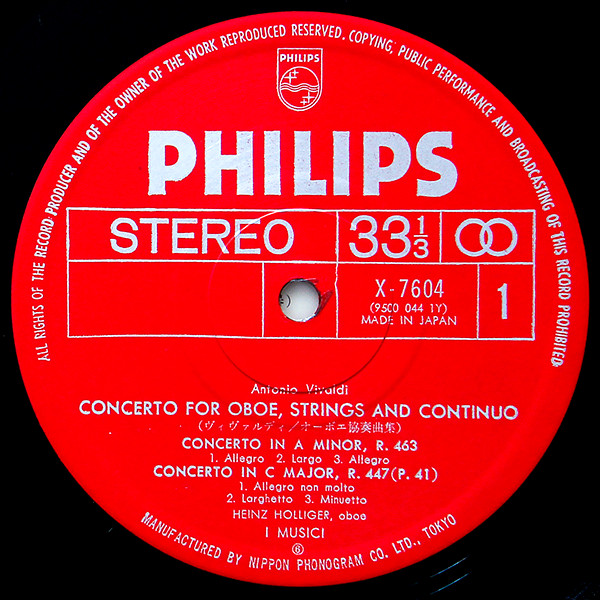 ALL RIGHTS OF THE RECORD PRODUCER AND OF THE OWNER OF THE WORK REPRODUCED RESERVED. COPYING, PUBLIC PERFORMANCE AND BROADCASTING OF THIS RECORD PROHIBITED
PHILIPS
PHILIPS
STEREO 33 1/3
X-7604
(9500 044 1Y)
MADE IN JAPAN
1
Antonio Vivaldi
CONCERTO FOR OBOE, STRINGS AND CONTINUO
(ヴィヴァルディ/オーボエ協奏曲集)
CONCERTO IN A MINOR, R. 463
1. Allegro 2. Largo 3. Allegro
CONCERTO IN C MAJOR, R. 447 (P. 41)
1. Allegro non molto
2. Larghetto 3. Minuetto
HEINZ HOLLIGER, oboe
I MUSICI
⑥
MANUFACTURED BY NIPPON PHONOGRAM CO. LTD., TOKYO